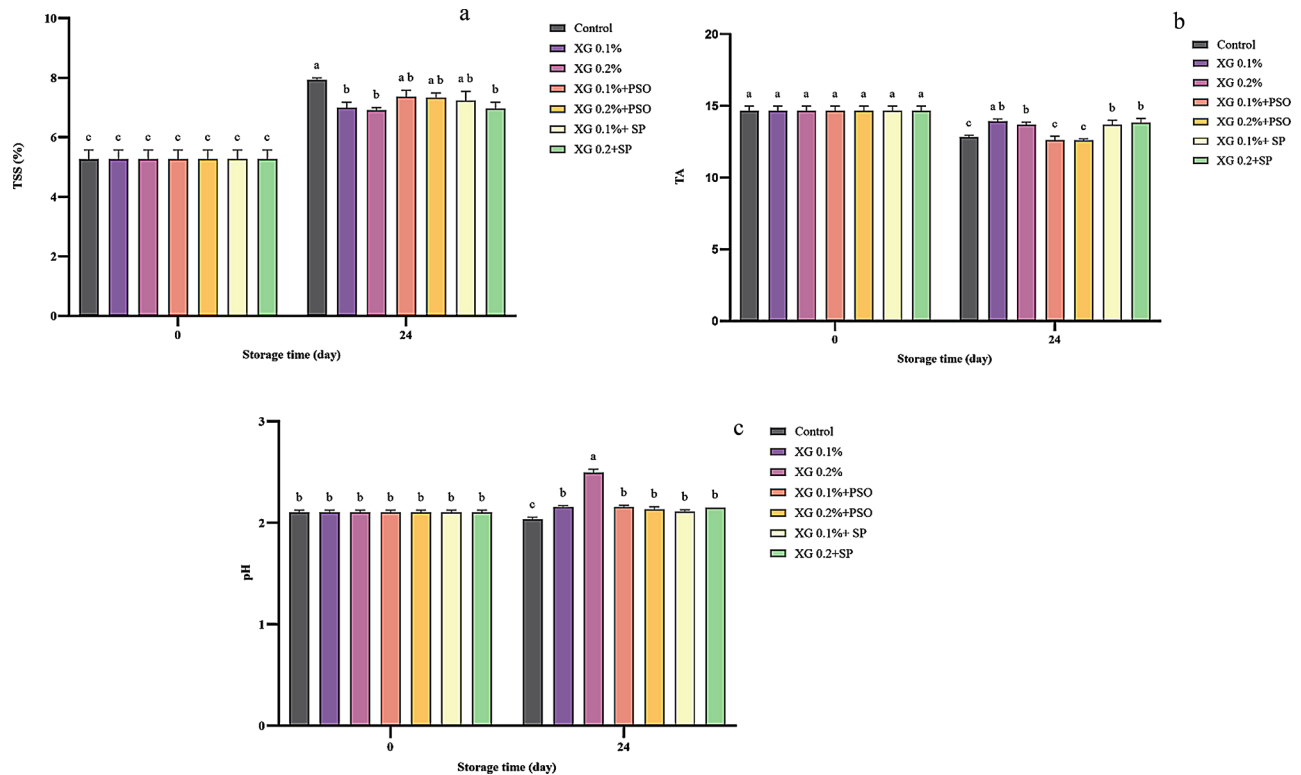 a
10
8
6
4
2
0
TSS (%)
c c c c c c c
a b b a b a b a b b
0 24
Storage time (day)
Control
XG 0.1%
XG 0.2%
XG 0.1%+PSO
XG 0.2%+PSO
XG 0.1%+ SP
XG 0.2+SP
b
20
15
10
5
0
TA
a a a a a a a
c a b b c c b b
0 24
Storage time (day)
Control
XG 0.1%
XG 0.2%
XG 0.1%+PSO
XG 0.2%+PSO
XG 0.1%+ SP
XG 0.2+SP
c
3
2
1
0
pH
b b b b b b b
c b a b b b b
0 24
Storage time (day)
Control
XG 0.1%
XG 0.2%
XG 0.1%+PSO
XG 0.2%+PSO
XG 0.1%+ SP
XG 0.2+SP